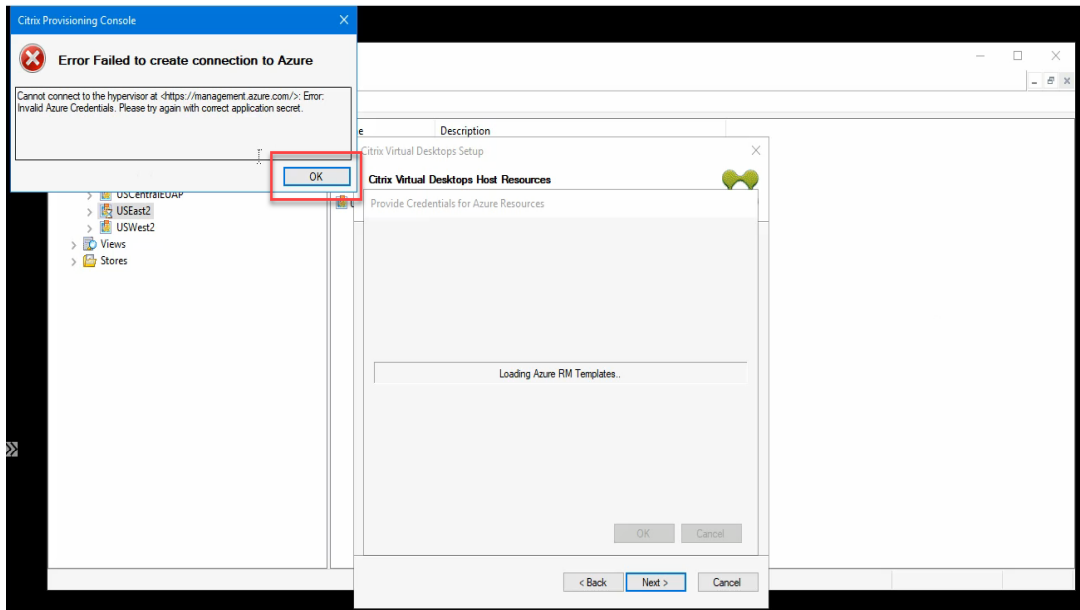 Citrix Provisioning Console
Error Failed to create connection to Azure
Cannot connect to the hypervisor at <https://management.azure.com/>: Error:
Invalid Azure Credentials. Please try again with correct application secret.
OK
Description
Citrix Virtual Desktops Setup
Citrix Virtual Desktops Host Resources
Provide Credentials for Azure Resources
USCentralEUAP
USEast2
USWest2
Views
Stores
Loading Azure RM Templates..
OK Cancel
< Back Next > Cancel